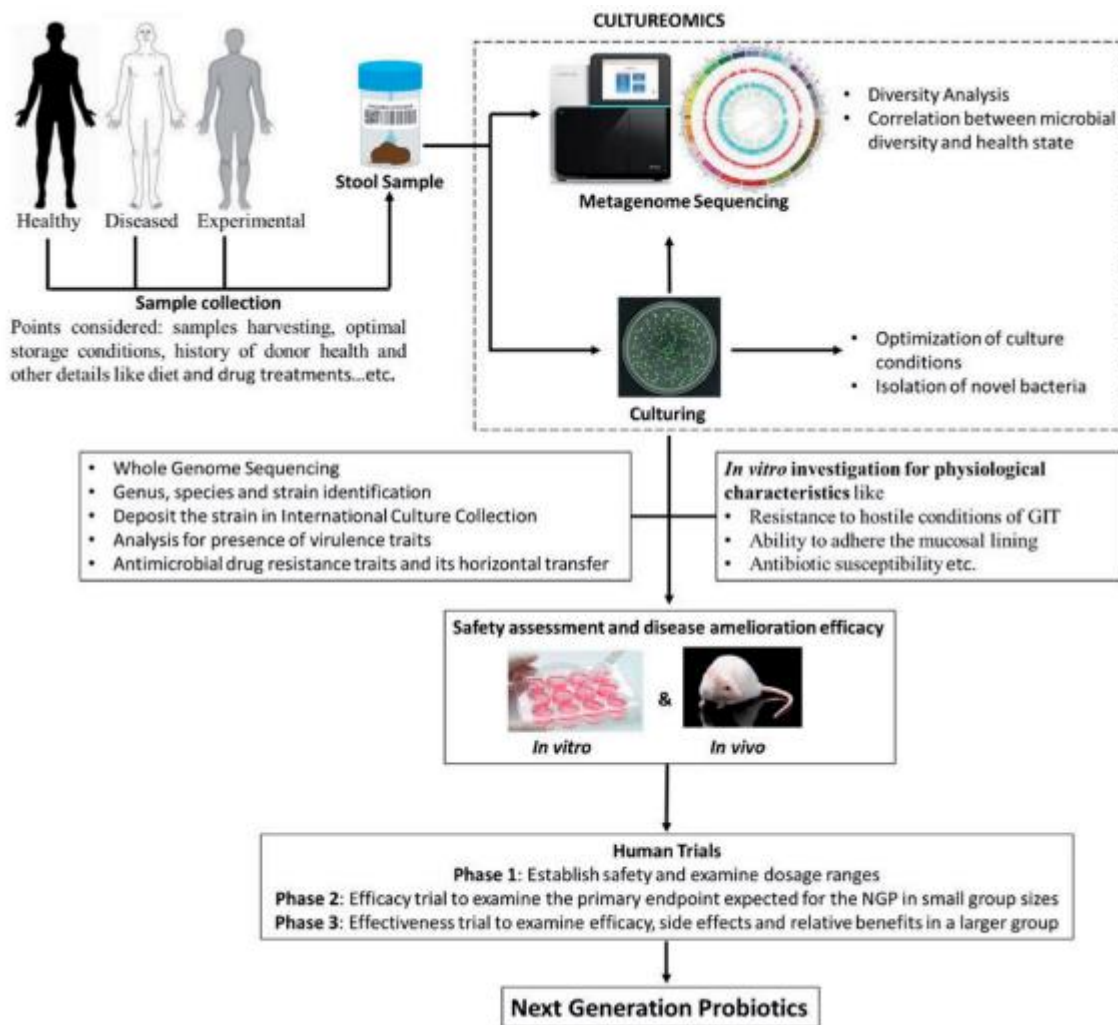 CULTUREOMICS
Healthy
Diseased
Experimental
Stool Sample
Sample collection
Points considered: samples harvesting, optimal
storage conditions, history of donor health and
other details like diet and drug treatments...etc.
Metagenome Sequencing
• Diversity Analysis
• Correlation between microbial
diversity and health state
Culturing
• Optimization of culture
conditions
• Isolation of novel bacteria
• Whole Genome Sequencing
• Genus, species and strain identification
• Deposit the strain in International Culture Collection
• Analysis for presence of virulence traits
• Antimicrobial drug resistance traits and its horizontal transfer
In vitro investigation for physiological
characteristics like
• Resistance to hostile conditions of GIT
• Ability to adhere the mucosal lining
• Antibiotic susceptibility etc.
Safety assessment and disease amelioration efficacy
&
In vitro
In vivo
Human Trials
Phase 1: Establish safety and examine dosage ranges
Phase 2: Efficacy trial to examine the primary endpoint expected for the NGP in small group sizes
Phase 3: Effectiveness trial to examine efficacy, side effects and relative benefits in a larger group
Next Generation Probiotics